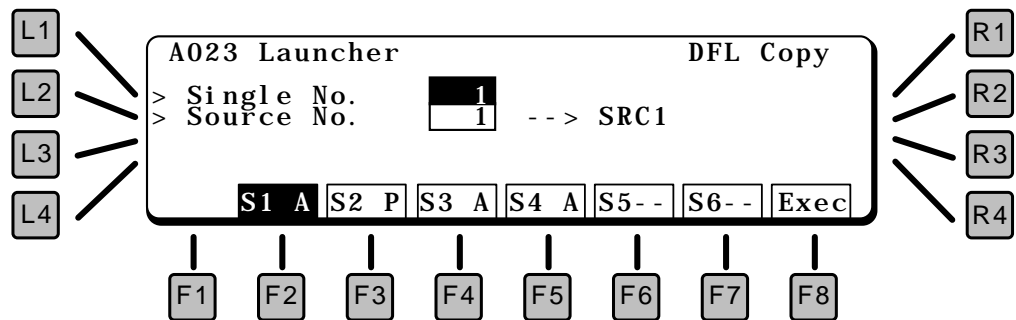 L1
R1
A023 Launcher DFL Copy
L2
R2
> Single No. 1
> Source No. 1 --> SRC1
L3
R3
L4
R4
S1 A S2 P S3 A S4 A S5-- S6-- Exec
F1 F2 F3 F4 F5 F6 F7 F8